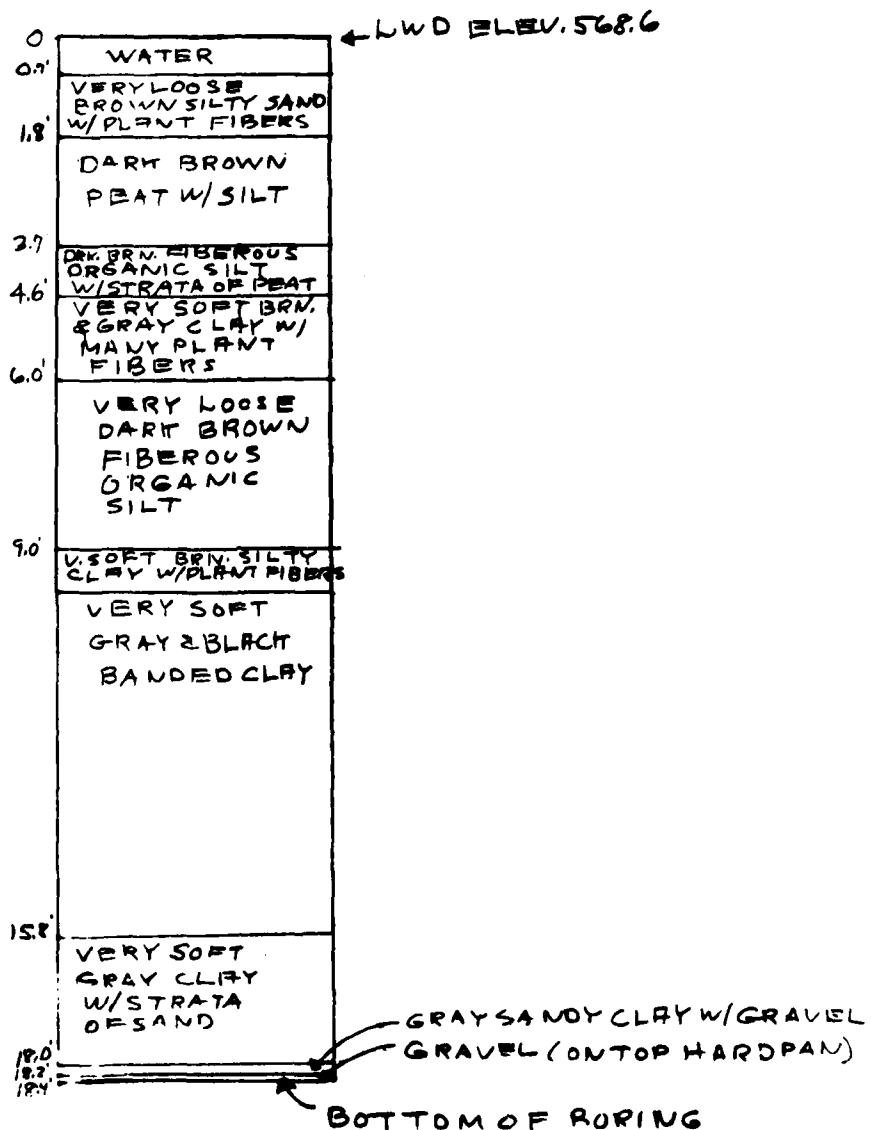 0
← LWD ELEV. 568.6
WATER
0.7'
VERY LOOSE
BROWN SILTY SAND
W/ PLANT FIBERS
1.8'
DARK BROWN
PEAT W/ SILT
3.7
DRK. BRN. FIBEROUS
ORGANIC SILT
W/STRATA OF PEAT
4.6'
VERY SOFT BRN.
& GRAY CLAY W/
MANY PLANT
FIBERS
6.0'
VERY LOOSE
DARK BROWN
FIBEROUS
ORGANIC
SILT
9.0'
V. SOFT BRN. SILTY
CLAY W/PLANT FIBERS
VERY SOFT
GRAY & BLACK
BANDED CLAY
15.8'
VERY SOFT
GRAY CLAY
W/STRATA
OF SAND
GRAY SANDY CLAY W/GRAVEL
18.0'
GRAVEL (ON TOP HARDPAN)
18.2'
18.4'
BOTTOM OF BORING